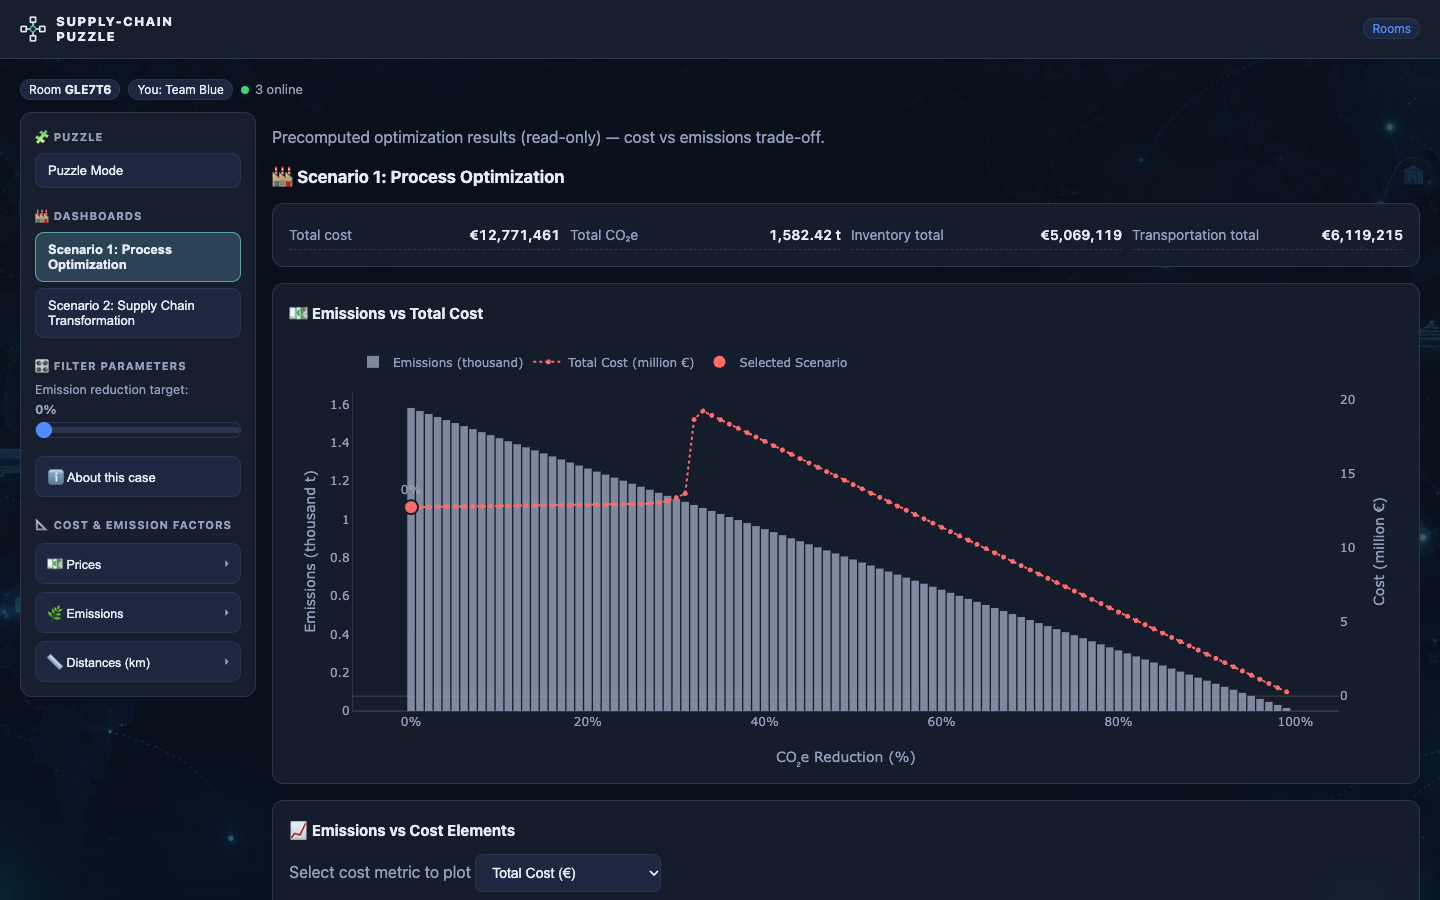 SUPPLY-CHAIN
PUZZLE
Rooms
Room GLE7T6
You: Team Blue
3 online
PUZZLE
Puzzle Mode
DASHBOARDS
Scenario 1: Process
Optimization
Scenario 2: Supply Chain
Transformation
FILTER PARAMETERS
Emission reduction target:
0%
About this case
COST & EMISSION FACTORS
Prices
Emissions
Distances (km)
Precomputed optimization results (read-only) — cost vs emissions trade-off.
Scenario 1: Process Optimization
Total cost €12,771,461 Total CO₂e 1,582.42 t Inventory total €5,069,119 Transportation total €6,119,215
Emissions vs Total Cost
Emissions (thousand) Total Cost (million €) Selected Scenario
Emissions (thousand t)
1.6
1.4
1.2
1
0.8
0.6
0.4
0.2
0
0%
20
15
10
5
0
Cost (million €)
0% 20% 40% 60% 80% 100%
CO₂e Reduction (%)
Emissions vs Cost Elements
Select cost metric to plot Total Cost (€)